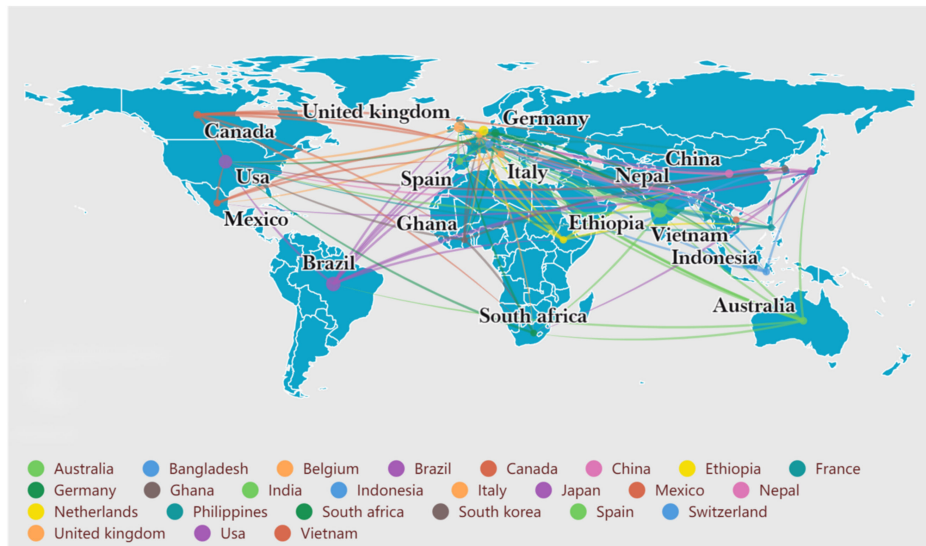 United kingdom
Germany
Canada
China
Usa
Spain
Italy
Nepal
Mexico
Ghana
Ethiopia
Vietnam
Brazil
Indonesia
South africa
Australia
Australia Bangladesh Belgium Brazil Canada China Ethiopia France
Germany Ghana India Indonesia Italy Japan Mexico Nepal
Netherlands Philippines South africa South korea Spain Switzerland
United kingdom Usa Vietnam